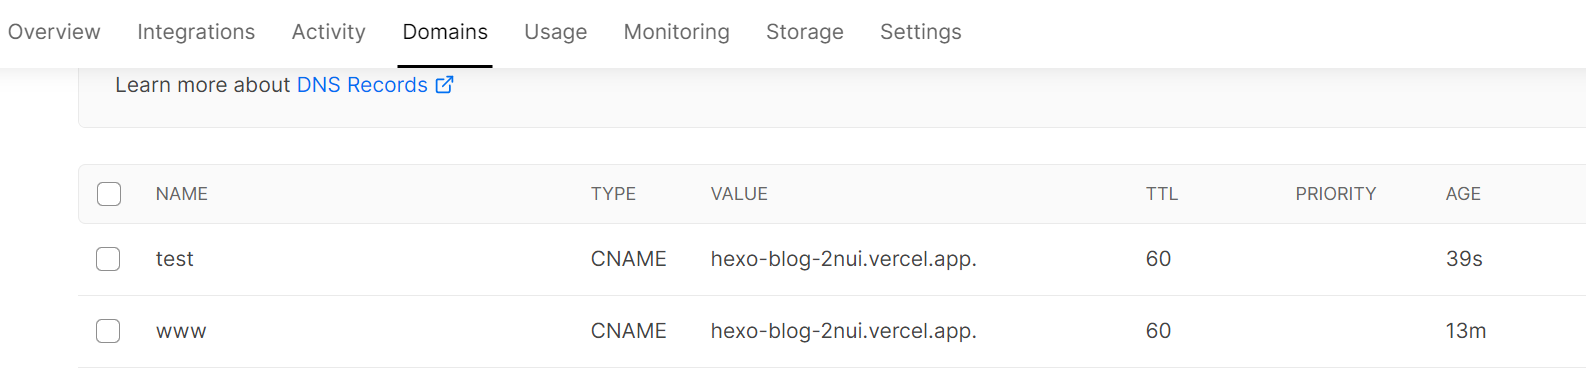 Overview Integrations Activity Domains Usage Monitoring Storage Settings
Learn more about DNS Records
NAME TYPE VALUE TTL PRIORITY AGE
test CNAME hexo-blog-2nui.vercel.app. 60 39s
www CNAME hexo-blog-2nui.vercel.app. 60 13m